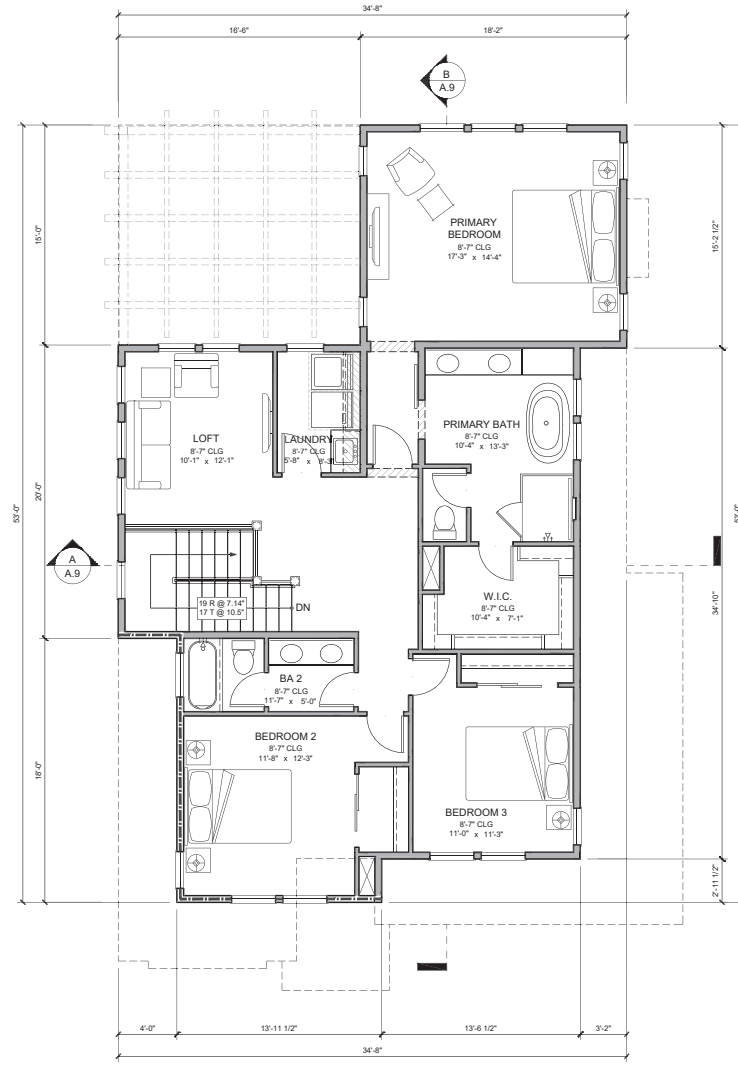 34'-8"
16'-6"
18'-2"
B
A.9
15'-0"
15'-2 1/2"
PRIMARY
BEDROOM
8'-7" CLG
17'-3" x 14'-4"
LOFT
8'-7" CLG
10'-1" x 12'-1"
LAUNDRY
8'-7" CLG
5'-8" x 8'-3"
PRIMARY BATH
8'-7" CLG
10'-4" x 13'-3"
53'-0"
20'-0"
53'-0"
A
A.9
19 R @ 7.14"
17 T @ 10.5"
DN
W.I.C.
8'-7" CLG
10'-4" x 7'-1"
34'-10"
BA 2
8'-7" CLG
11'-7" x 5'-0"
BEDROOM 2
8'-7" CLG
11'-8" x 12'-3"
18'-0"
BEDROOM 3
8'-7" CLG
11'-0" x 11'-3"
2'-11 1/2"
4'-0"
13'-11 1/2"
13'-6 1/2"
3'-2"
34'-8"